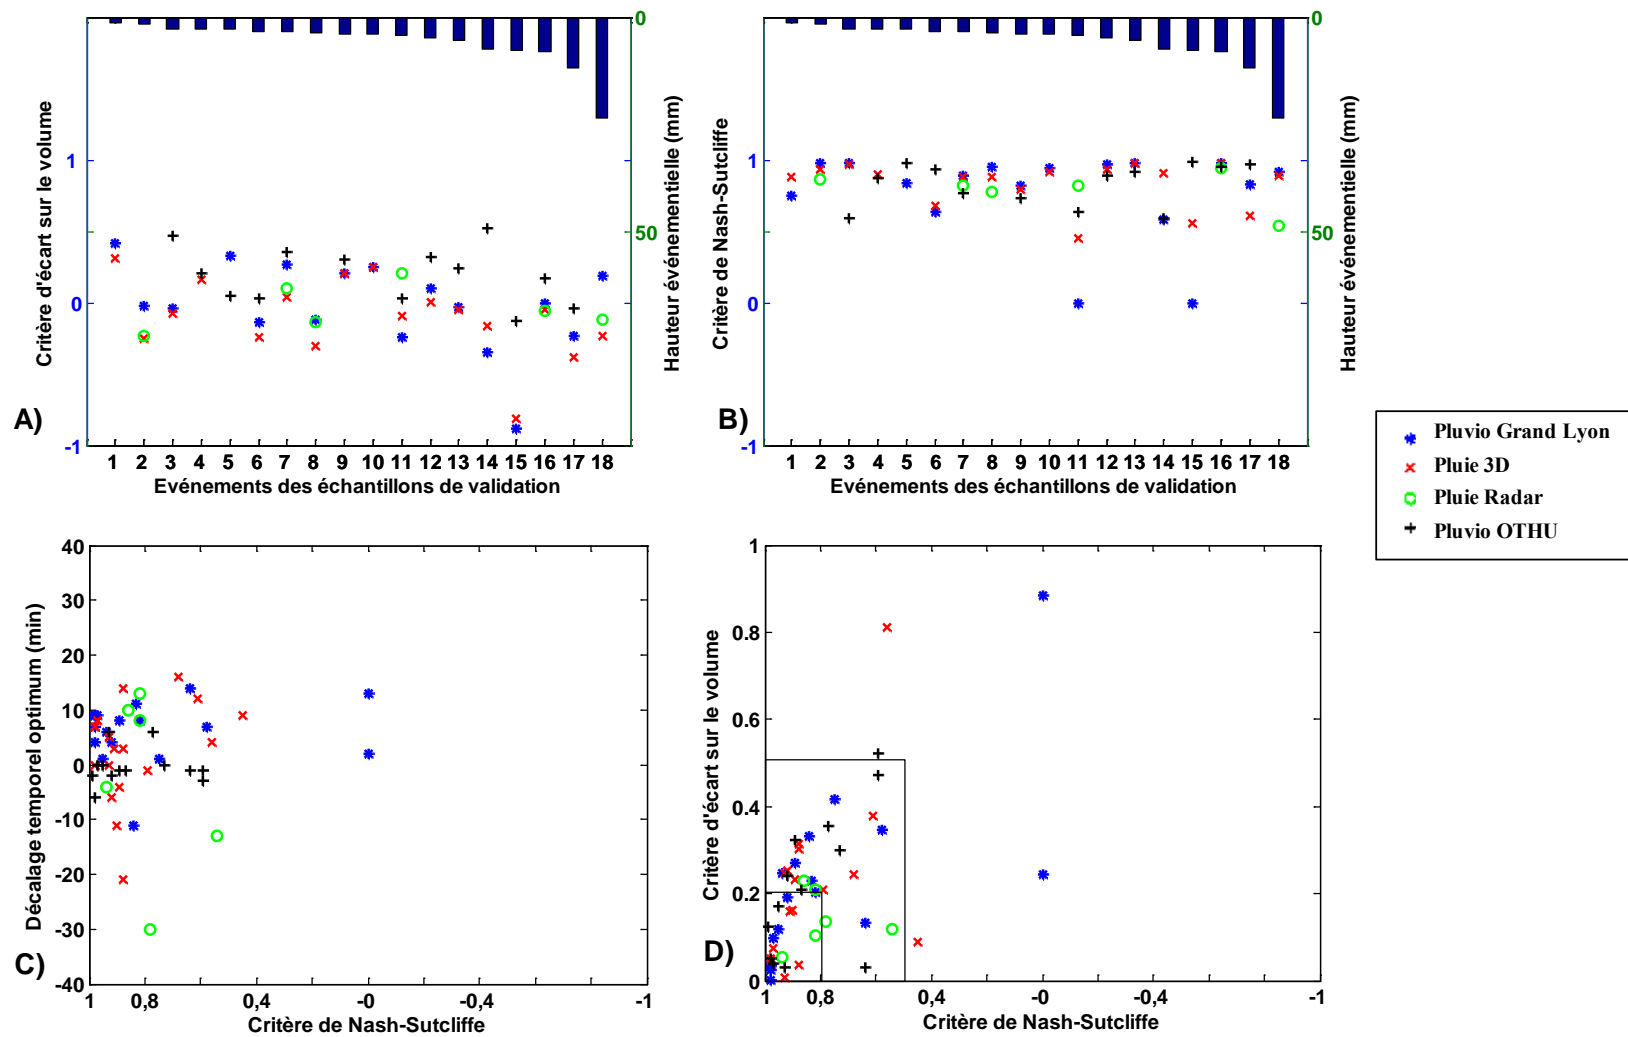 Critère d'écart sur le volume
1
0
-1
0
50
Hauteur événementielle (mm)
A)
1 2 3 4 5 6 7 8 9 10 11 12 13 14 15 16 17 18
Evénements des échantillons de validation
Critère de Nash-Sutcliffe
1
0
-1
0
50
Hauteur événementielle (mm)
B)
1 2 3 4 5 6 7 8 9 10 11 12 13 14 15 16 17 18
Evénements des échantillons de validation
Pluvio Grand Lyon
Pluie 3D
Pluie Radar
Pluvio OTHU
Décalage temporel optimum (min)
40
30
20
10
0
-10
-20
-30
-40
C)
1 0,8 0,4 -0 -0,4 -1
Critère de Nash-Sutcliffe
Critère d'écart sur le volume
1
0.8
0.6
0.4
0.2
0
D)
1 0,8 0,4 -0 -0,4 -1
Critère de Nash-Sutcliffe